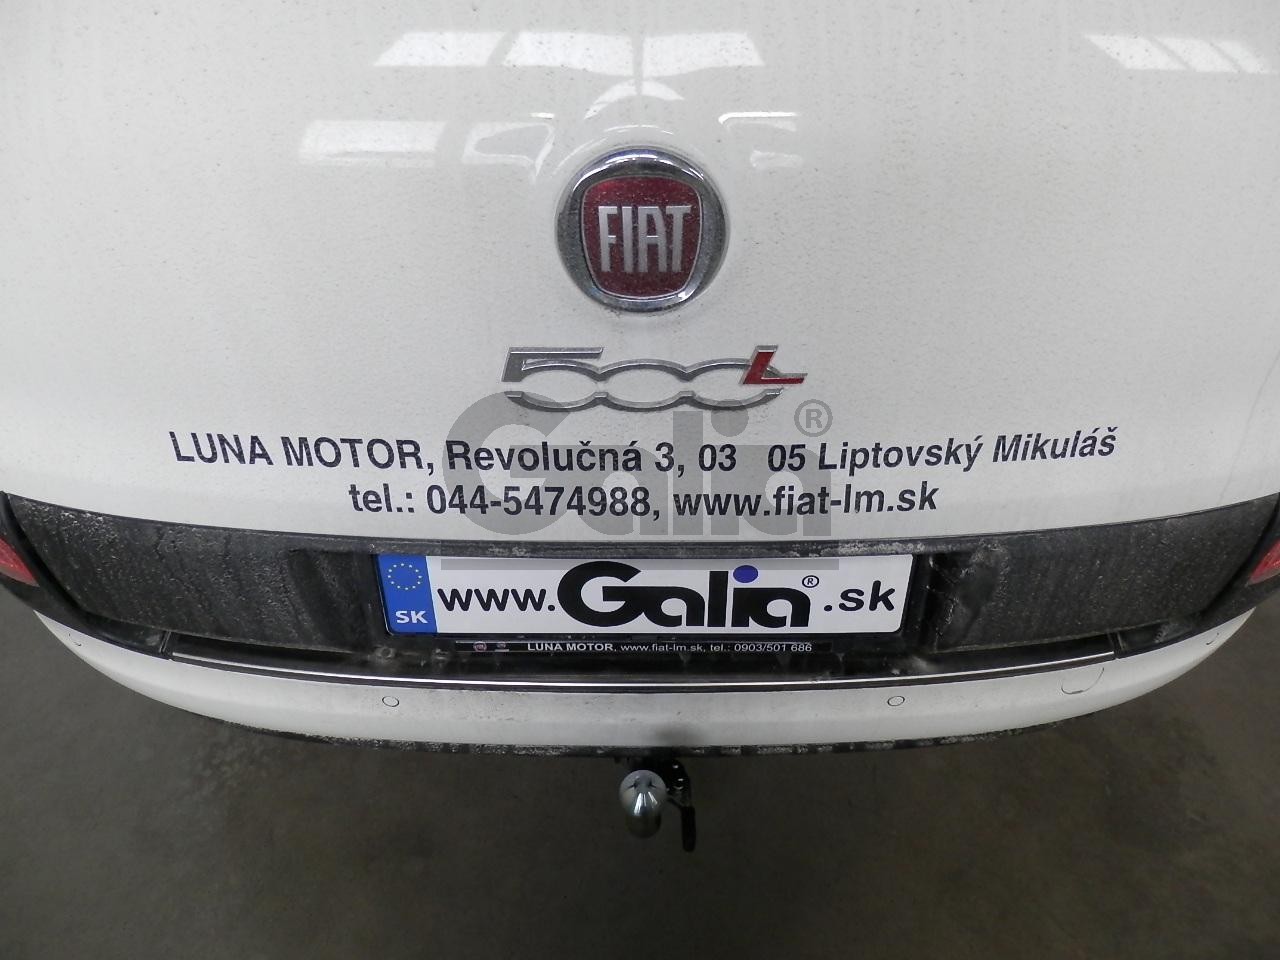 FIAT
500L
Galia®
LUNA MOTOR, Revolučná 3, 03 05 Liptovský Mikuláš
tel.: 044-5474988, www.fiat-lm.sk
SK www.Galia®.sk
LUNA MOTOR, www.fiat-lm.sk, tel.: 0903/501 686